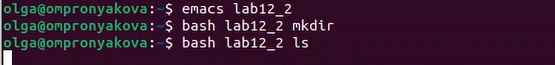 olga@ompronyakova:~$ emacs lab12_2
olga@ompronyakova:~$ bash lab12_2 mkdir
olga@ompronyakova:~$ bash lab12_2 ls